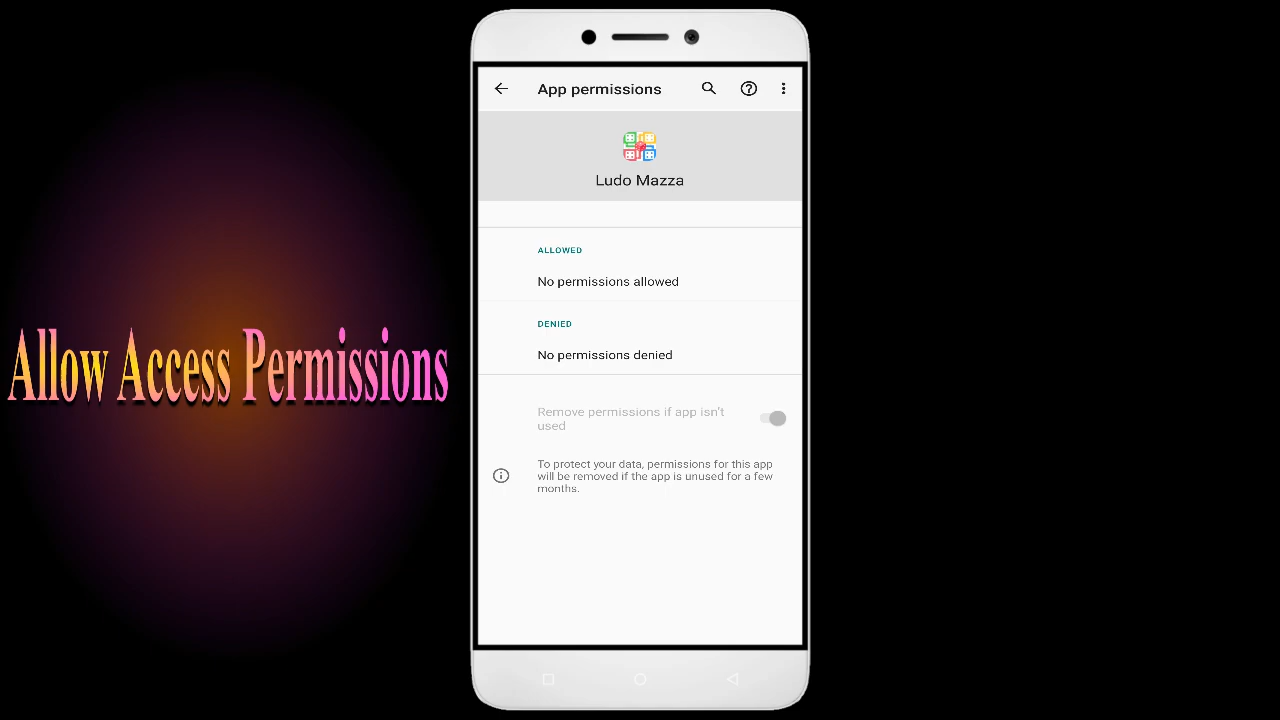 Allow Access Permissions
App permissions
Ludo Mazza
ALLOWED
No permissions allowed
DENIED
No permissions denied
Remove permissions if app isn't
used
To protect your data, permissions for this app
will be removed if the app is unused for a few
months.